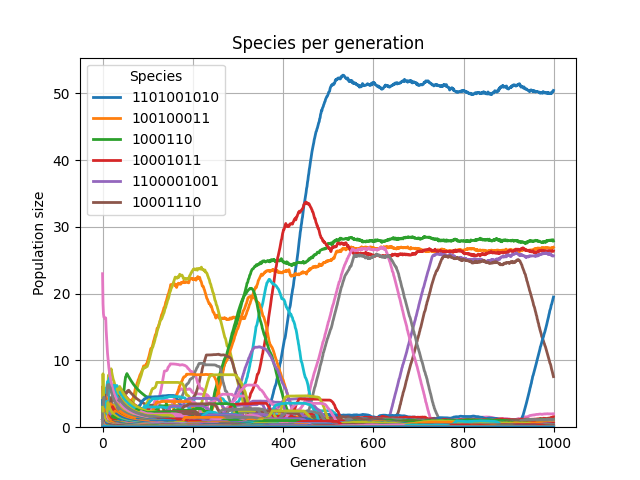 Species per generation
Species
1101001010
100100011
1000110
10001011
1100001001
10001110
Population size
50
40
30
20
10
0
0 200 400 600 800 1000
Generation